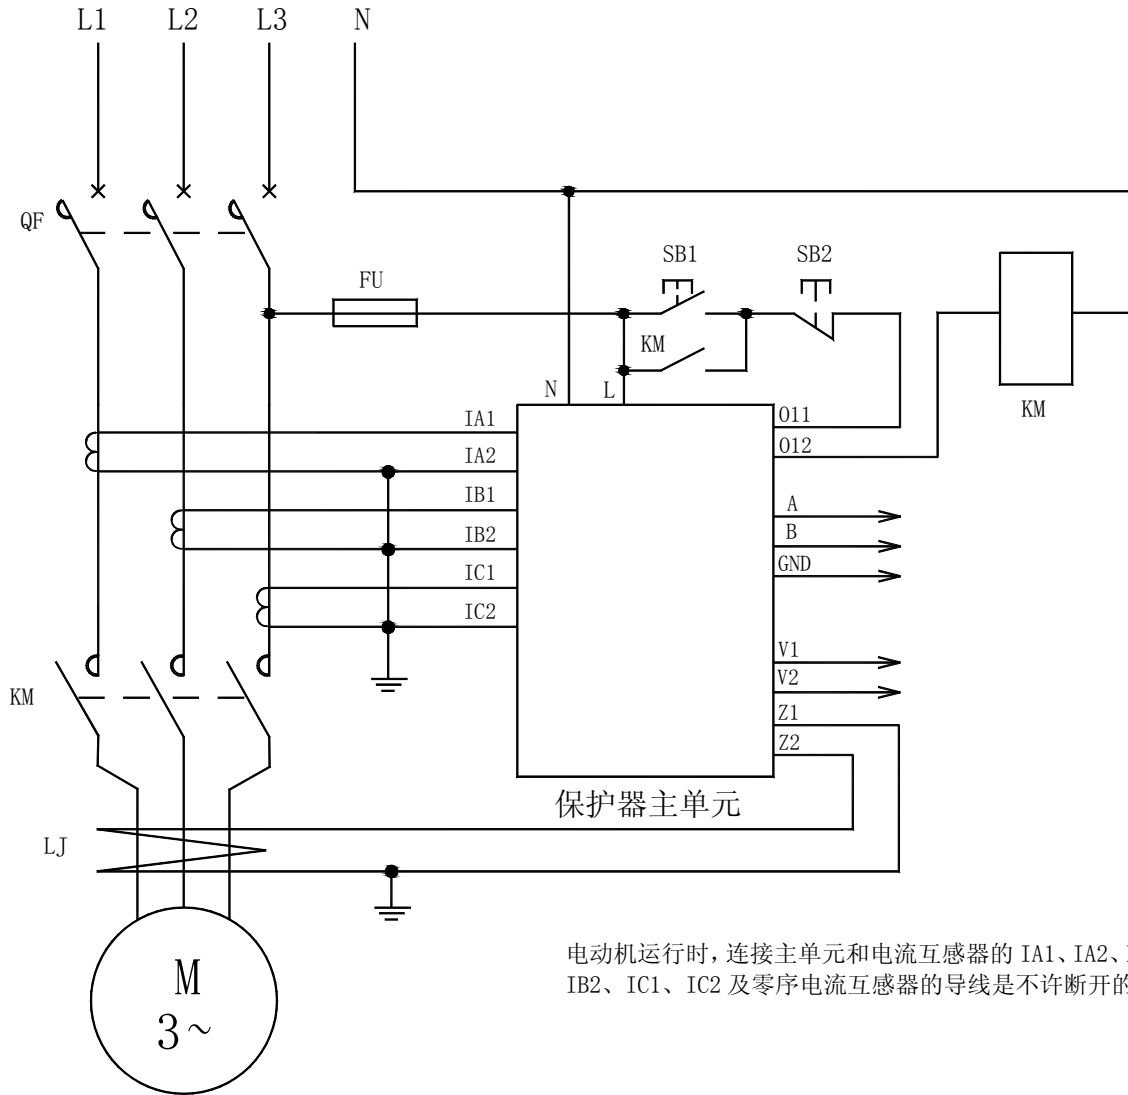 L1 L2 L3 N
QF
SB1 SB2
FU
KM
N L
KM
IA1
IA2
IB1
IB2
IC1
IC2
O11
O12
A
B
GND
V1
V2
Z1
Z2
KM
保护器主单元
LJ
M
3~
电动机运行时,连接主单元和电流互感器的 IA1、IA2、
IB2、IC1、IC2 及零序电流互感器的导线是不许断开的